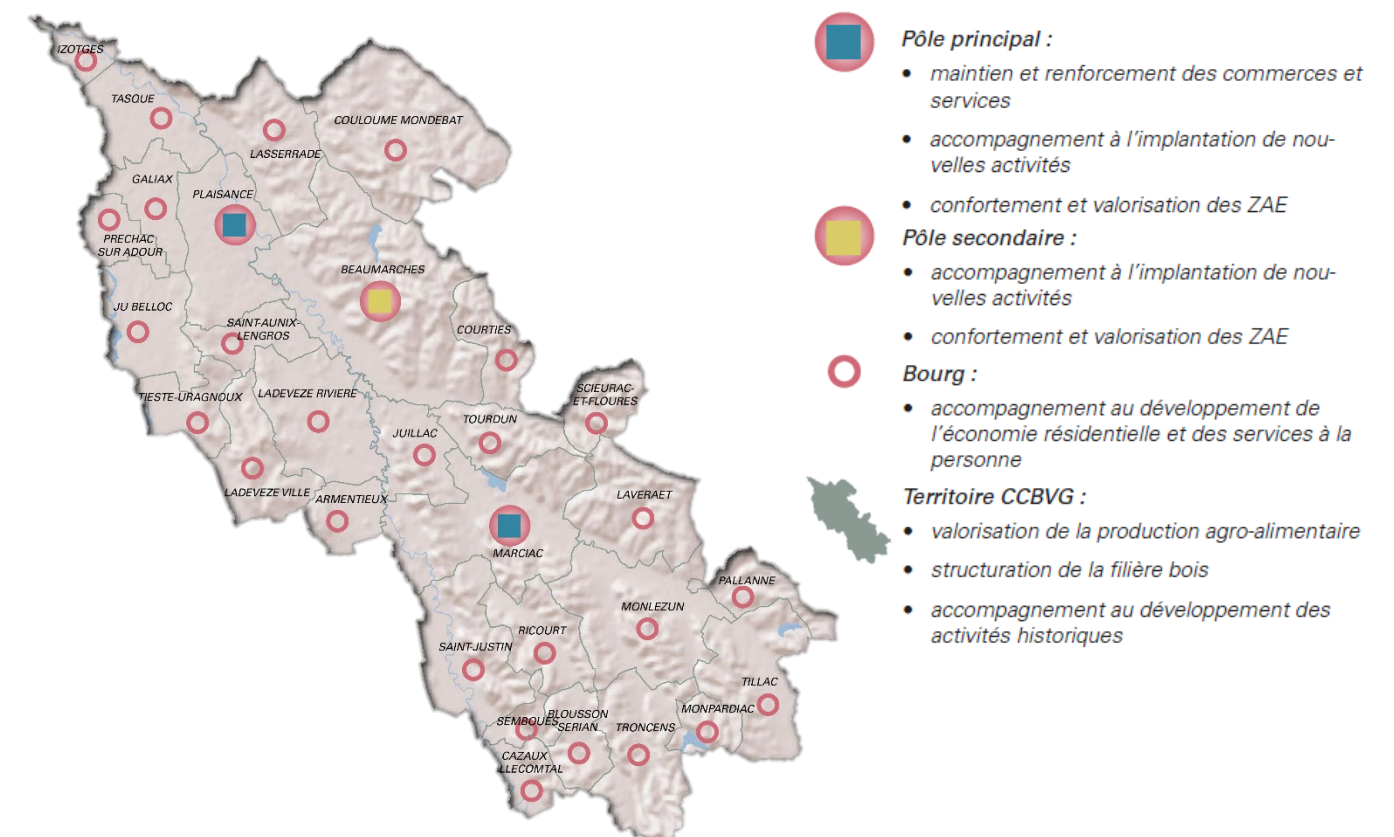 IZOTGES
TASQUE
COULOUME MONDEBAT
LASSERRADE
GALIAX
PLAISANCE
PRECHAC
SUR ADOUR
BEAUMARCHES
JU BELLOC
SAINT-AUNIX-
LENGROS
COURTIES
TIESTE-URAGNOUX
LADEVEZE RIVIERE
SCIEURAC-
ET-FLOURES
TOURDUN
JUILLAC
LADEVEZE VILLE
ARMENTIEUX
LAVERAET
MARCIAC
PALLANNE
MONLEZUN
RICOURT
SAINT-JUSTIN
TILLAC
MONPARDIAC
SEMBOUES
BLOUSSON
SERIAN
TRONCENS
CAZAUX
LLECOMTAL
Pôle principal :
• maintien et renforcement des commerces et
services
• accompagnement à l'implantation de nou-
velles activités
• confortement et valorisation des ZAE
Pôle secondaire :
• accompagnement à l'implantation de nou-
velles activités
• confortement et valorisation des ZAE
Bourg :
• accompagnement au développement de
l'économie résidentielle et des services à la
personne
Territoire CCBVG :
• valorisation de la production agro-alimentaire
• structuration de la filière bois
• accompagnement au développement des
activités historiques